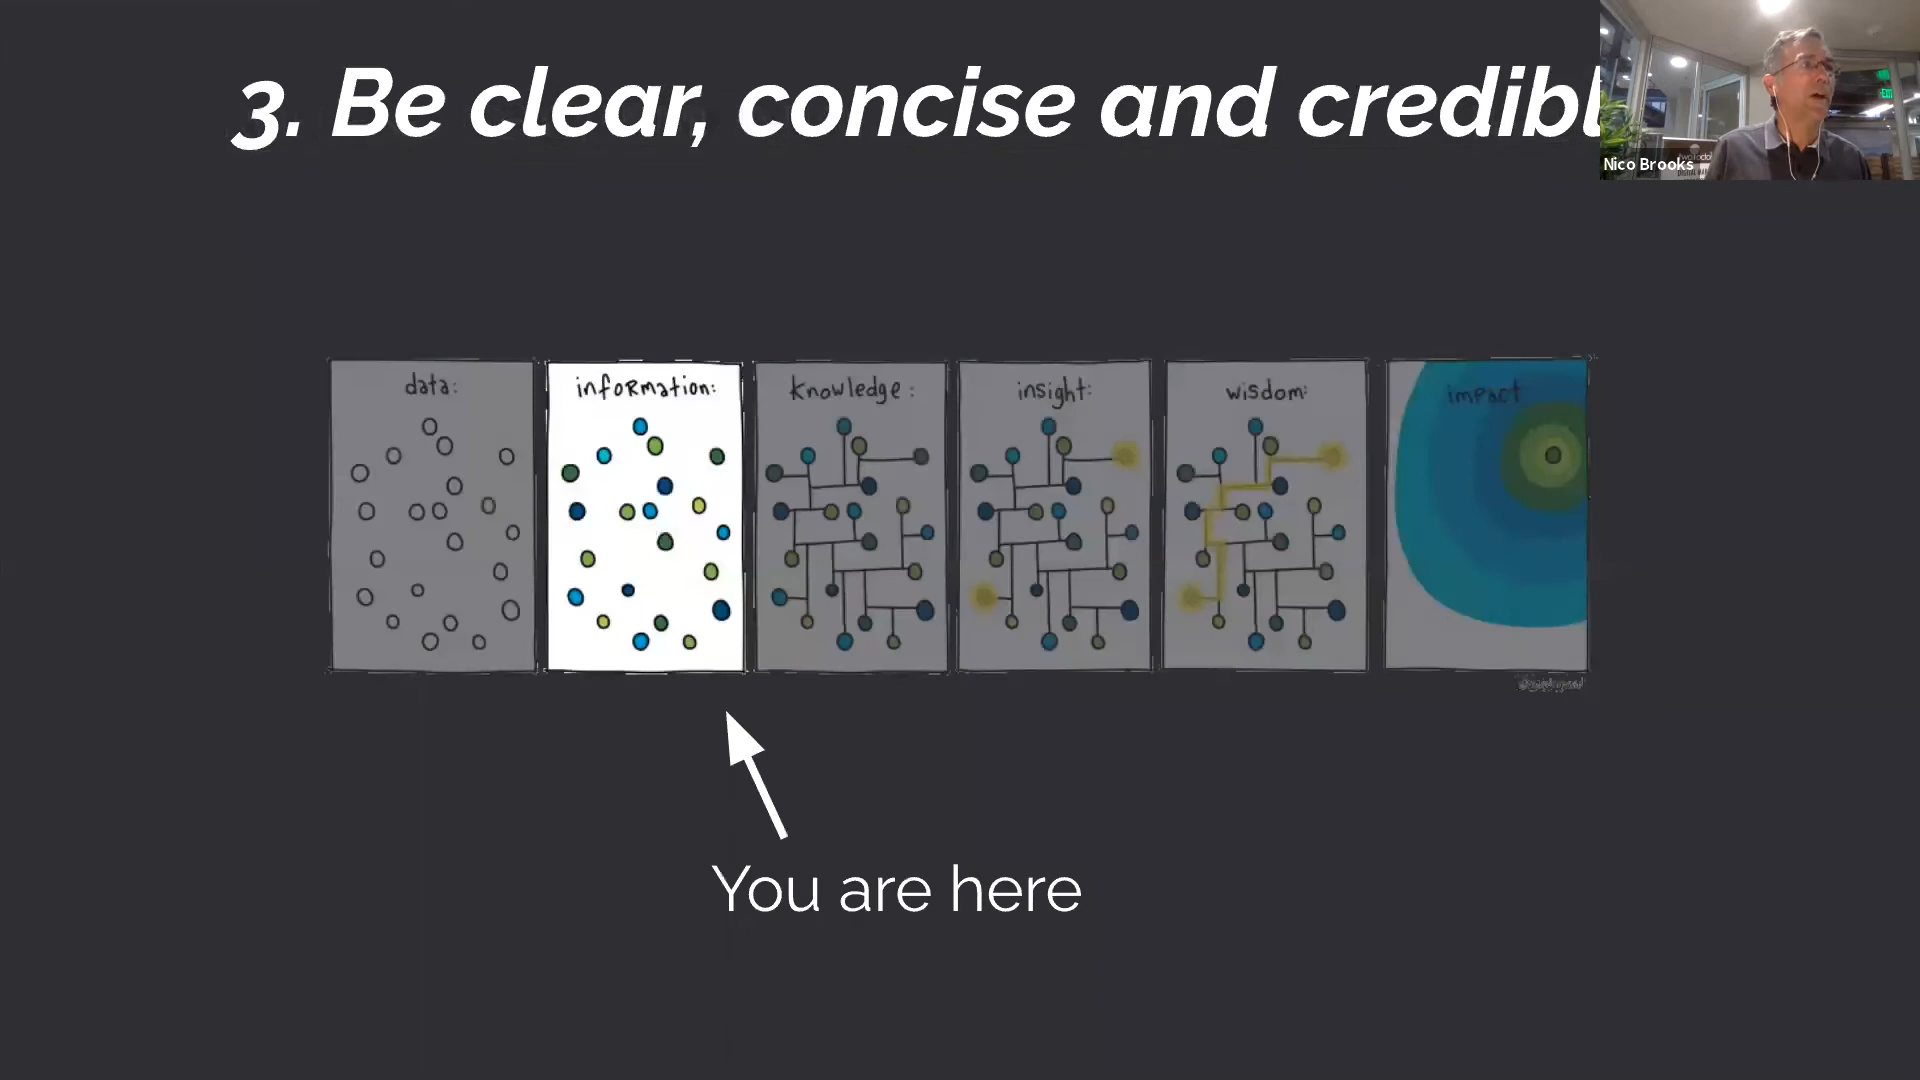 3. Be clear, concise and credibl
Nico Brooks
data:
information:
knowledge:
insight:
wisdom:
impact
You are here